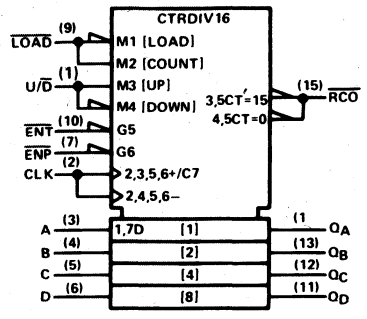 CTRDIV16
LOAD (9) M1 [LOAD]
M2 [COUNT]
U/D (1) M3 [UP]
M4 [DOWN]
3,5CT'=15 (15) RCO
4,5CT=0
ENT (10) G5
ENP (7) G6
CLK (2) 2,3,5,6+/C7
2,4,5,6−
A (3) 1,7D [1] (1 QA
B (4) [2] (13) QB
C (5) [4] (12) QC
D (6) [8] (11) QD